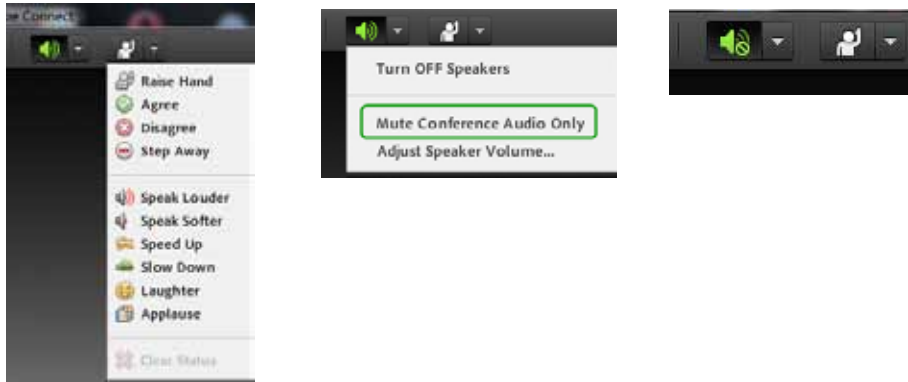 Connect
Raise Hand
Agree
Disagree
Step Away
Speak Louder
Speak Softer
Speed Up
Slow Down
Laughter
Applause
Clear Status
Turn OFF Speakers
Mute Conference Audio Only
Adjust Speaker Volume...